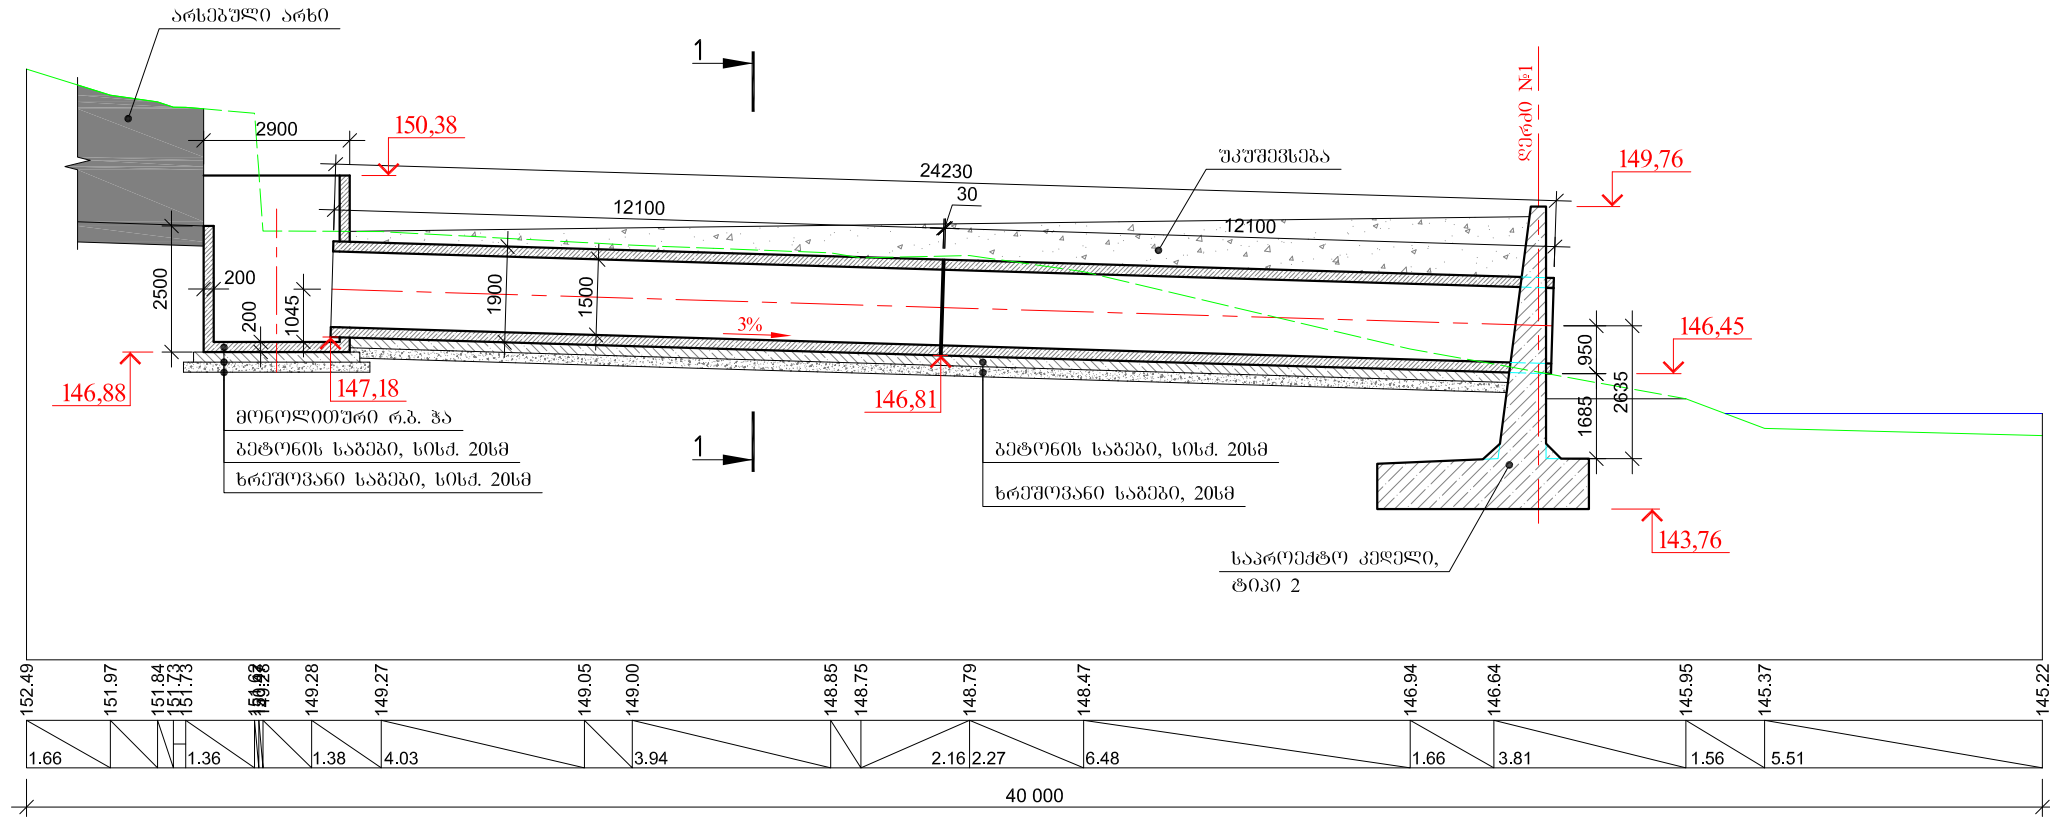 არსებული არხი
1
2900
150,38
24230
30
12100
12100
უკუშევსება
ღერძი №1
149,76
2500
200
200
1045
1900
1500
3%
146,45
950
2635
1685
146,88
147,18
146,81
მონოლითური რ.ბ. ჭა
ბეტონის საგები, სისქ. 20სმ
ხრეშოვანი საგები, სისქ. 20სმ
1
ბეტონის საგები, სისქ. 20სმ
ხრეშოვანი საგები, 20სმ
143,76
საპროექტო კედელი,
ტიპი 2
152.49 151.97 151.84 151.73 151.73 149.28 149.28 149.27 149.05 149.00 148.85 148.75 148.79 148.47 146.94 146.64 145.95 145.37 145.22
1.66 1.36 1.38 4.03 3.94 2.16 2.27 6.48 1.66 3.81 1.56 5.51
40 000